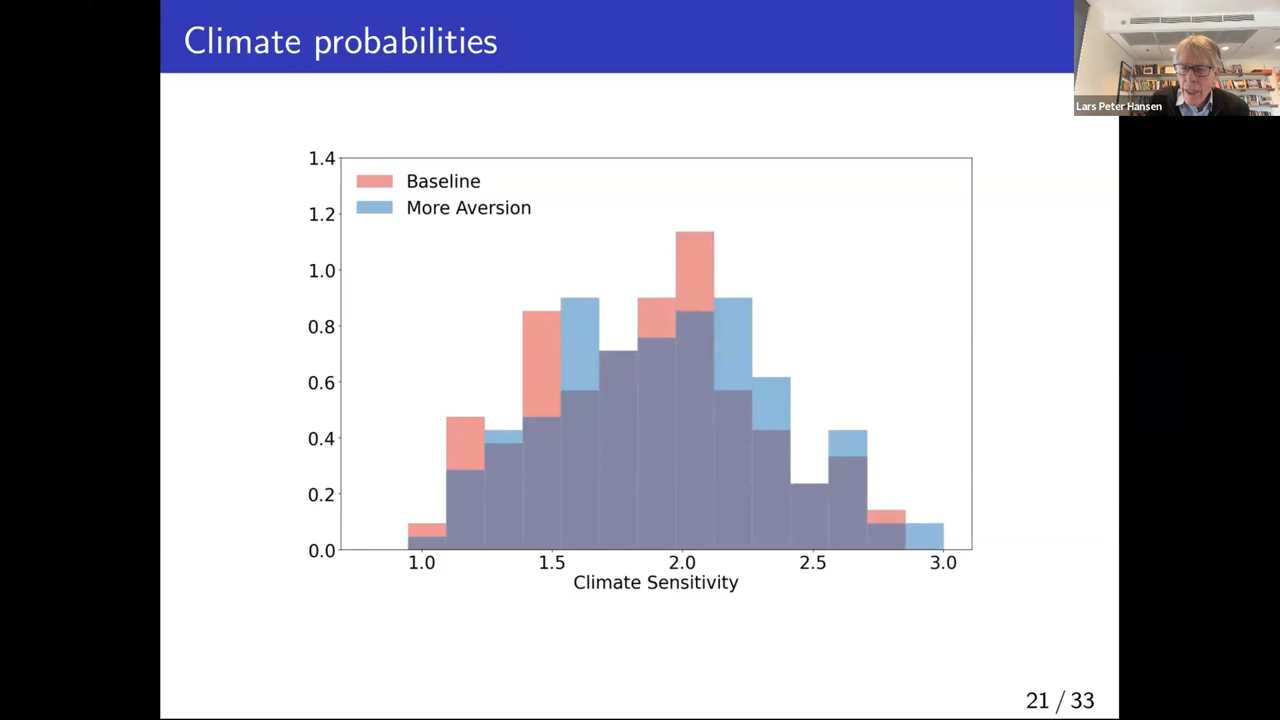 Climate probabilities
Lars Peter Hansen
1.4
1.2
1.0
0.8
0.6
0.4
0.2
0.0
Baseline
More Aversion
1.0 1.5 2.0 2.5 3.0
Climate Sensitivity
21 / 33